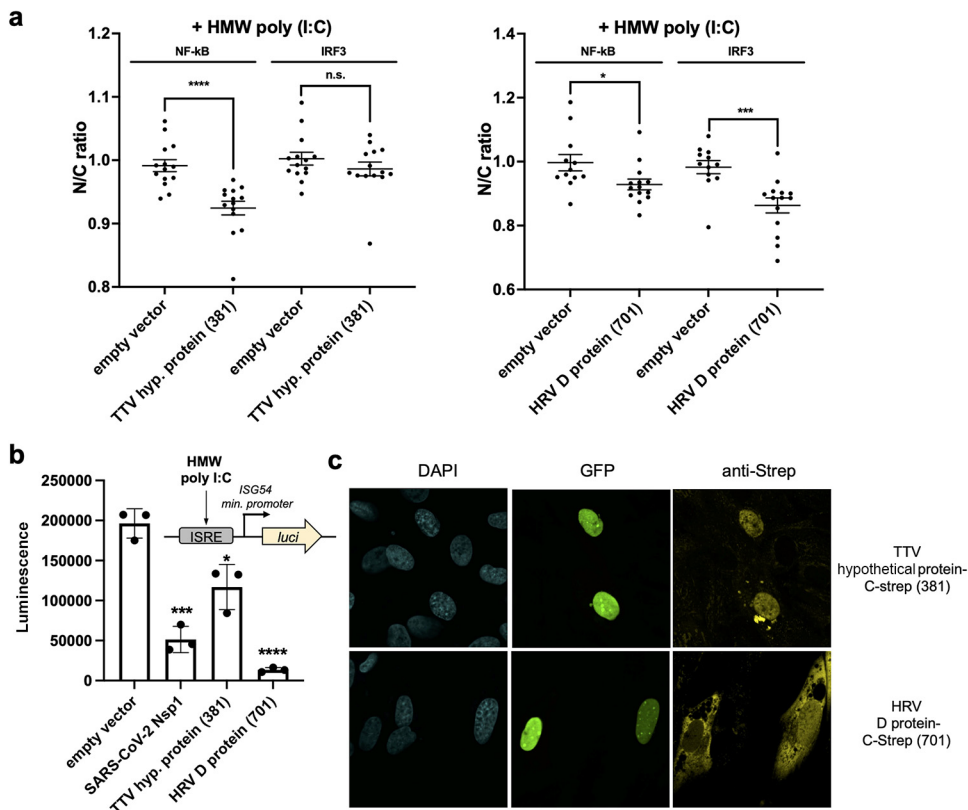 a
+ HMW poly (I:C)
NF-kB
IRF3
****
n.s.
N/C ratio
1.2
1.1
1.0
0.9
0.8
empty vector
TTV hyp. protein (381)
empty vector
TTV hyp. protein (381)
+ HMW poly (I:C)
NF-kB
IRF3
*
***
N/C ratio
1.4
1.2
1.0
0.8
0.6
empty vector
HRV D protein (701)
empty vector
HRV D protein (701)
b
HMW
poly I:C
ISG54
min. promoter
ISRE
luci
Luminescence
250000
200000
150000
100000
50000
0
***
*
****
empty vector
SARS-CoV-2 Nsp1
TTV hyp. protein (381)
HRV D protein (701)
c
DAPI
GFP
anti-Strep
TTV
hypothetical protein-
C-strep (381)
HRV
D protein-
C-Strep (701)